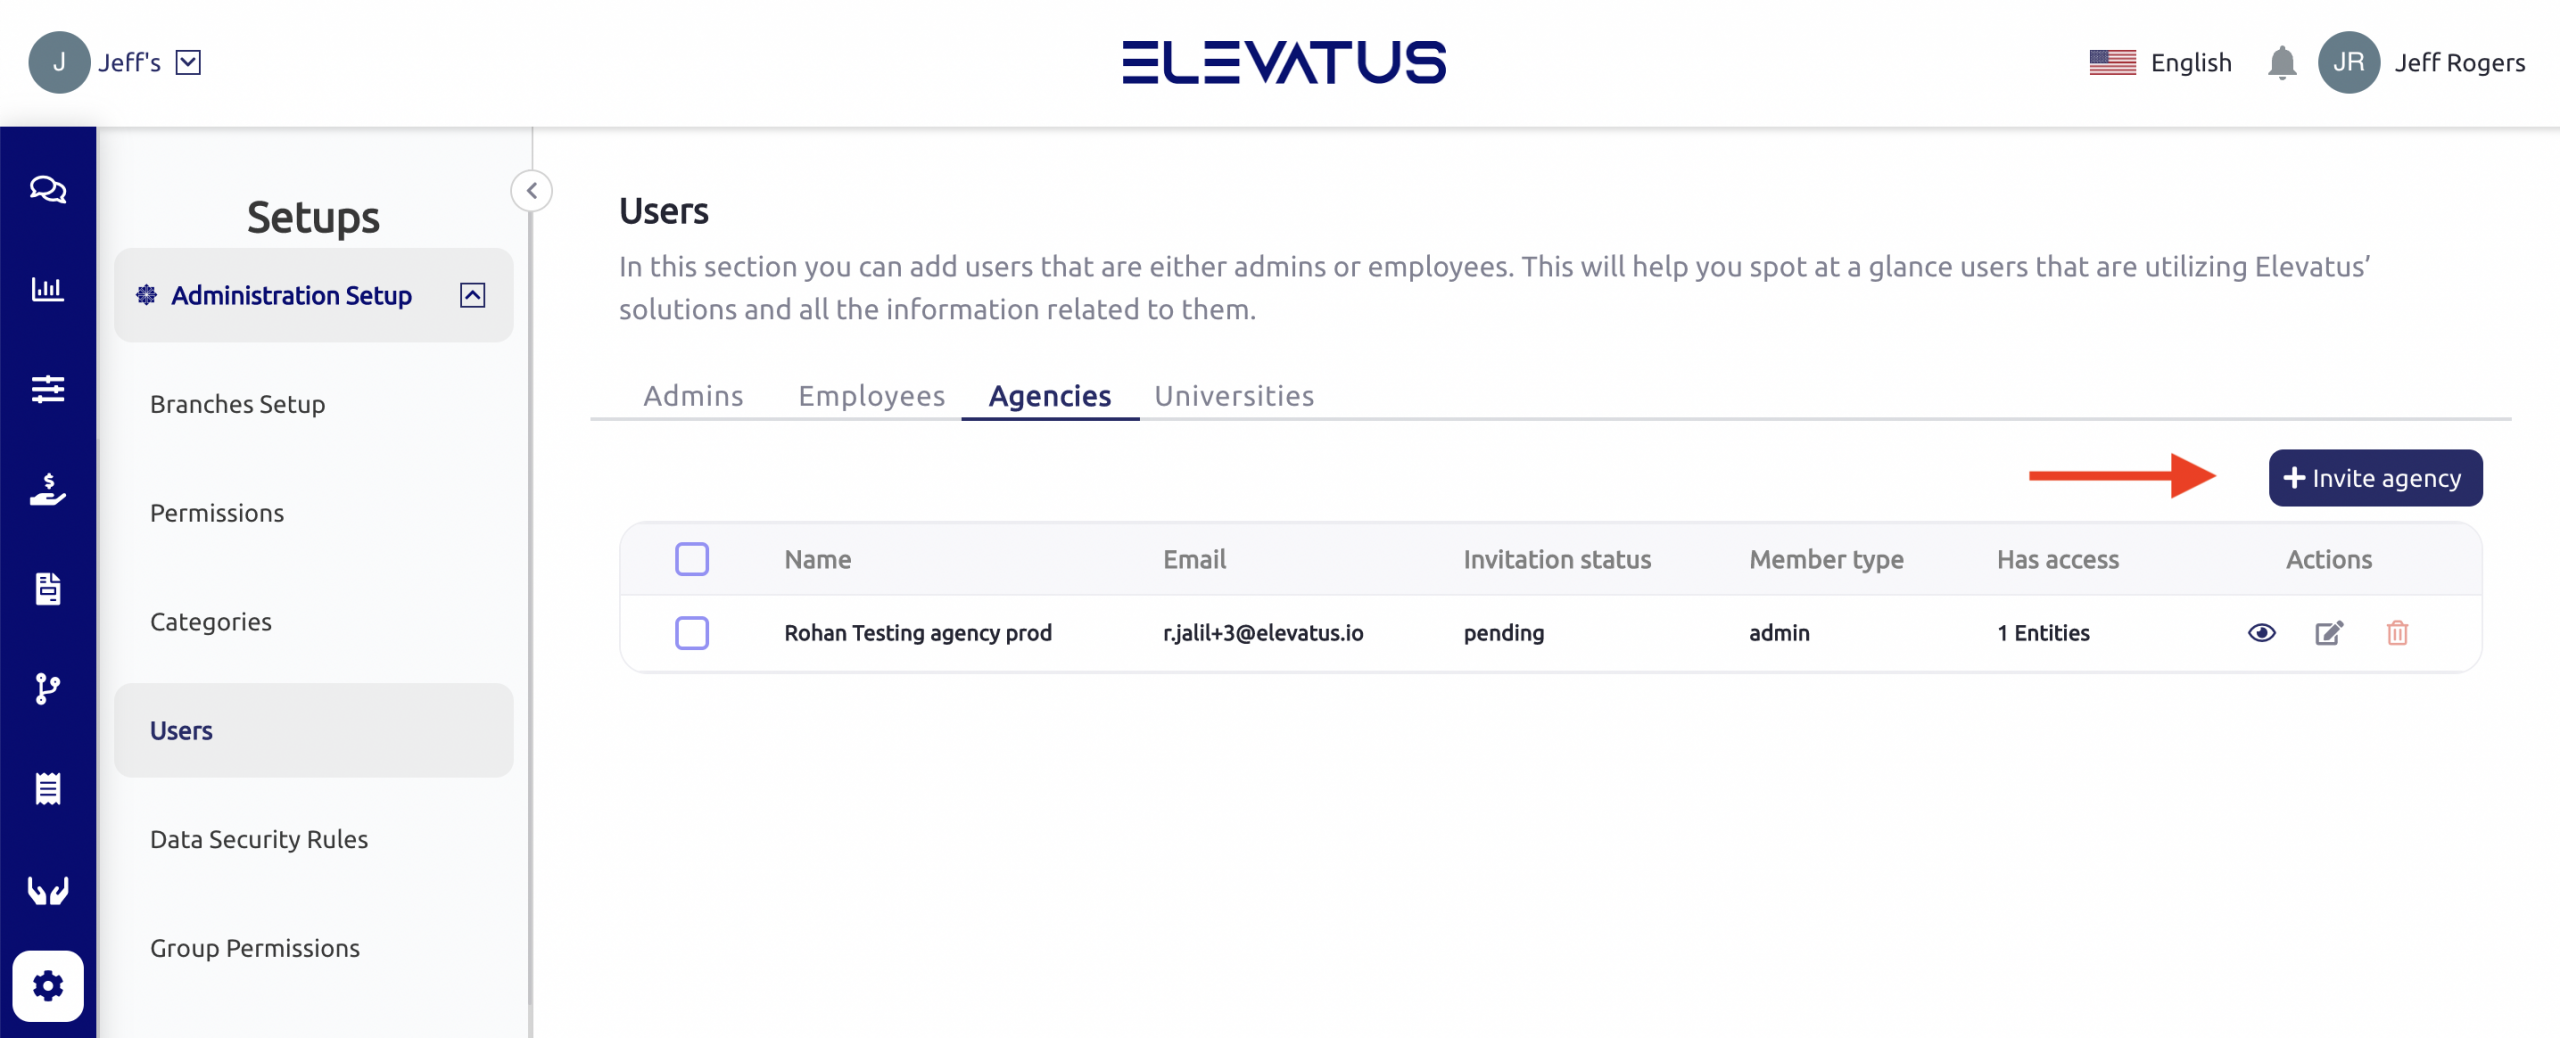 J Jeff's
ELEVATUS
English
JR Jeff Rogers
Setups
Administration Setup
Branches Setup
Permissions
Categories
Users
Data Security Rules
Group Permissions
Users
In this section you can add users that are either admins or employees. This will help you spot at a glance users that are utilizing Elevatus’
solutions and all the information related to them.
Admins Employees Agencies Universities
+ Invite agency
Name Email Invitation status Member type Has access Actions
Rohan Testing agency prod r.jalil+3@elevatus.io pending admin 1 Entities